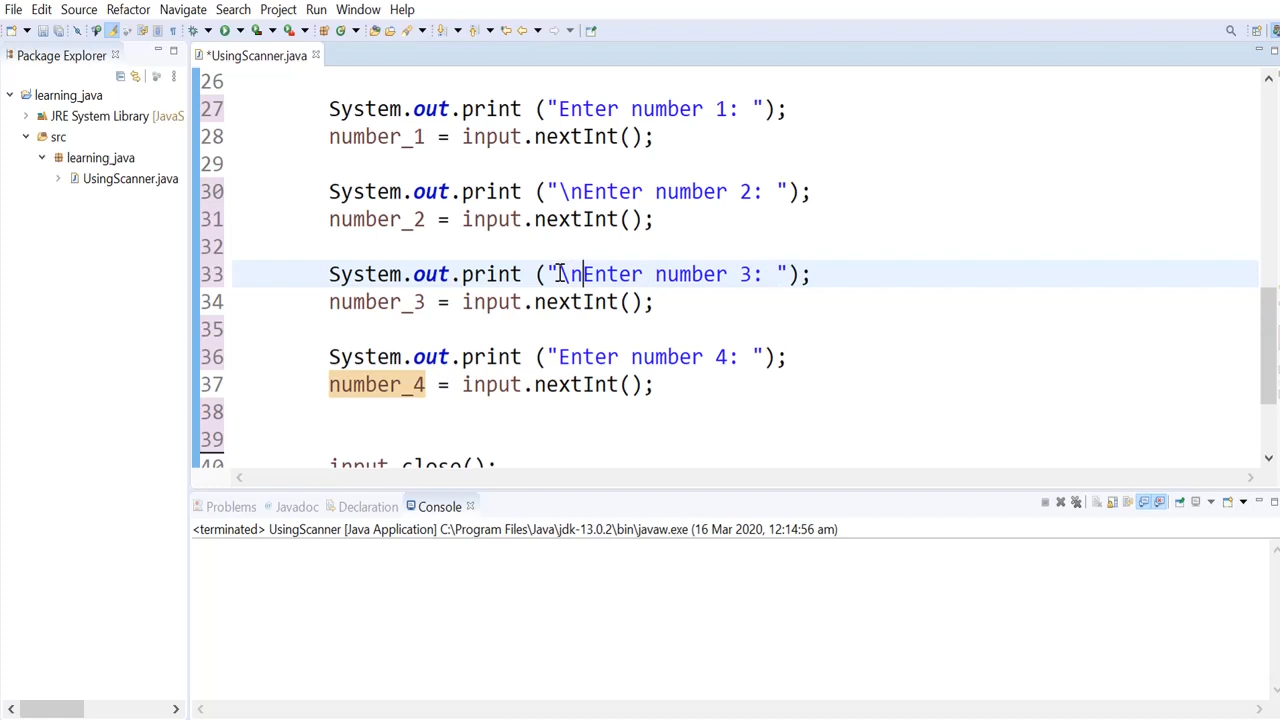 File Edit Source Refactor Navigate Search Project Run Window Help
Package Explorer
*UsingScanner.java
learning_java
JRE System Library [JavaS
src
learning_java
UsingScanner.java
26
27 System.out.print ("Enter number 1: ");
28 number_1 = input.nextInt();
29
30 System.out.print ("\nEnter number 2: ");
31 number_2 = input.nextInt();
32
33 System.out.print ("\nEnter number 3: ");
34 number_3 = input.nextInt();
35
36 System.out.print ("Enter number 4: ");
37 number_4 = input.nextInt();
38
39
40 input.close();
Problems Javadoc Declaration Console
<terminated> UsingScanner [Java Application] C:\Program Files\Java\jdk-13.0.2\bin\javaw.exe (16 Mar 2020, 12:14:56 am)